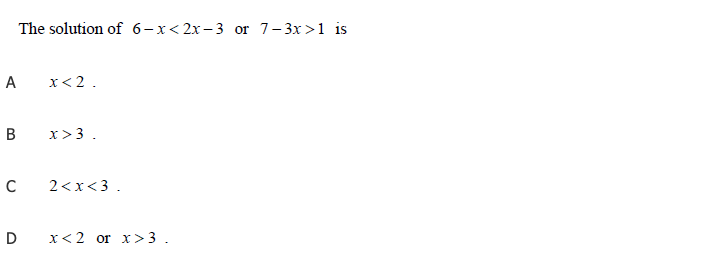 The solution of 6 − x < 2x − 3 or 7 − 3x > 1 is
A x < 2 .
B x > 3 .
C 2 < x < 3 .
D x < 2 or x > 3 .